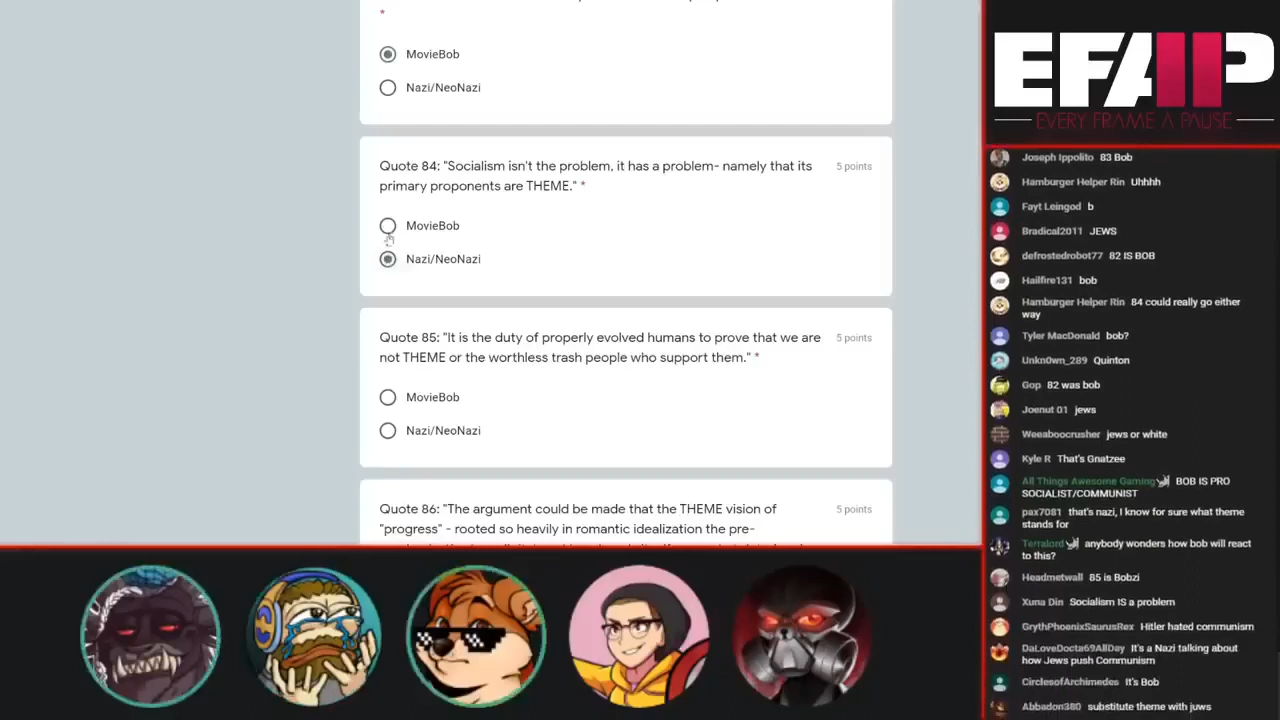 *
MovieBob
Nazi/NeoNazi
Quote 84: "Socialism isn't the problem, it has a problem- namely that its
primary proponents are THEME." *
5 points
MovieBob
Nazi/NeoNazi
Quote 85: "It is the duty of properly evolved humans to prove that we are
not THEME or the worthless trash people who support them." *
5 points
MovieBob
Nazi/NeoNazi
Quote 86: "The argument could be made that the THEME vision of
"progress" - rooted so heavily in romantic idealization the pre-
5 points
EFAP
EVERY FRAME A PAUSE
Joseph Ippolito 83 Bob
Hamburger Helper Rin Uhhhh
Fayt Leingod b
Bradical2011 JEWS
defrostedrobot77 82 IS BOB
Hailfire131 bob
Hamburger Helper Rin 84 could really go either
way
Tyler MacDonald bob?
Unkn0wn_289 Quinton
Gop 82 was bob
Joenut 01 jews
Weeaboocrusher jews or white
Kyle R That's Gnatzee
All Things Awesome Gaming BOB IS PRO
SOCIALIST/COMMUNIST
pax7081 that's nazi, I know for sure what theme
stands for
Terralord anybody wonders how bob will react
to this?
Headmetwall 85 is Bobzi
Xuna Din Socialism IS a problem
GrythPhoenixSaurusRex Hitler hated communism
DaLoveDocta69AllDay It's a Nazi talking about
how Jews push Communism
CirclesofArchimedes It's Bob
Abbadon380 substitute theme with juws